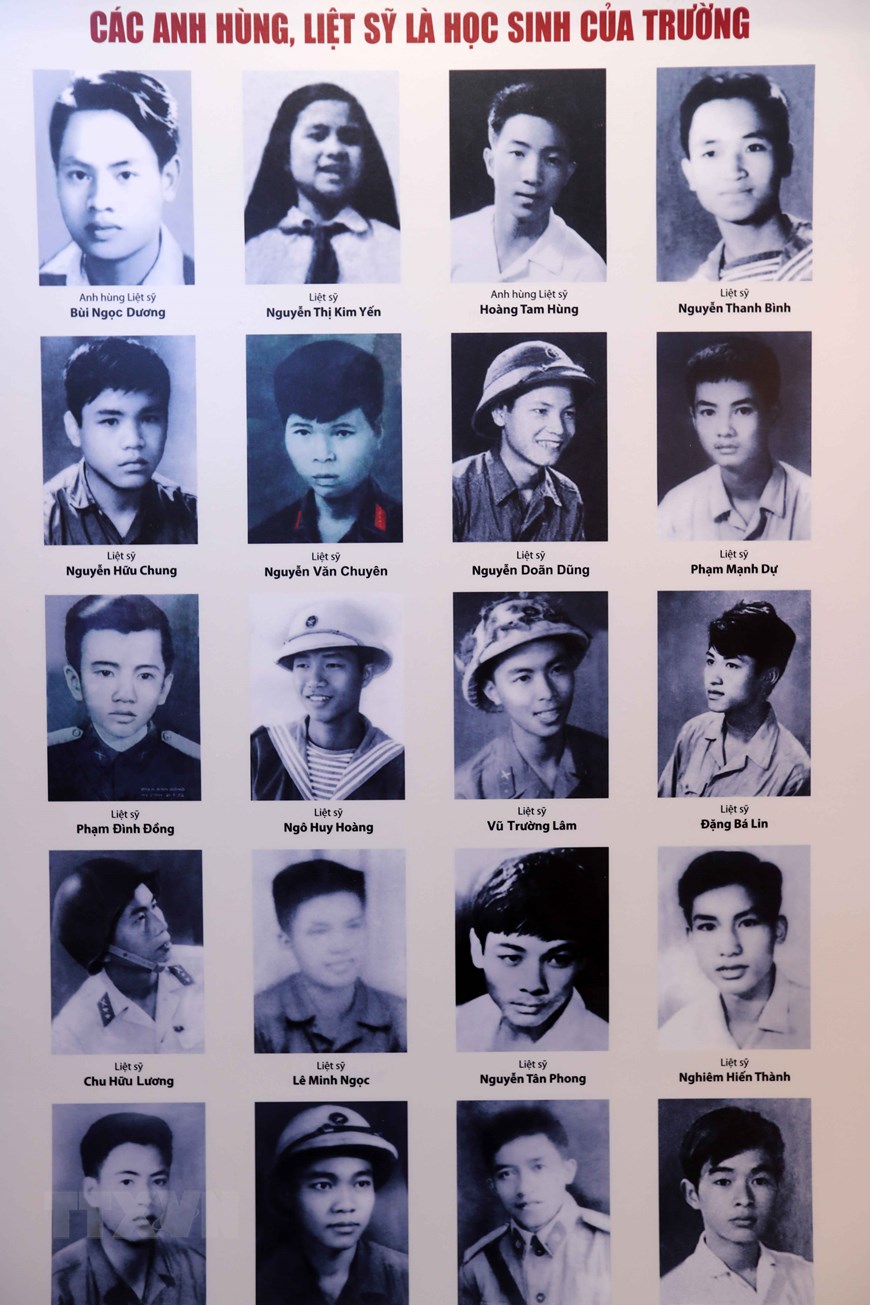 CÁC ANH HÙNG, LIỆT SỸ LÀ HỌC SINH CỦA TRƯỜNG
Anh hùng Liệt sỹ
Bùi Ngọc Dương
Liệt sỹ
Nguyễn Thị Kim Yến
Anh hùng Liệt sỹ
Hoàng Tam Hùng
Liệt sỹ
Nguyễn Thanh Bình
Liệt sỹ
Nguyễn Hữu Chung
Liệt sỹ
Nguyễn Văn Chuyên
Liệt sỹ
Nguyễn Doãn Dũng
Liệt sỹ
Phạm Mạnh Dự
Liệt sỹ
Phạm Đình Đồng
Liệt sỹ
Ngô Huy Hoàng
Liệt sỹ
Vũ Trường Lâm
Liệt sỹ
Đặng Bá Lin
Liệt sỹ
Chu Hữu Lương
Liệt sỹ
Lê Minh Ngọc
Liệt sỹ
Nguyễn Tân Phong
Liệt sỹ
Nghiêm Hiến Thành
TTXVN